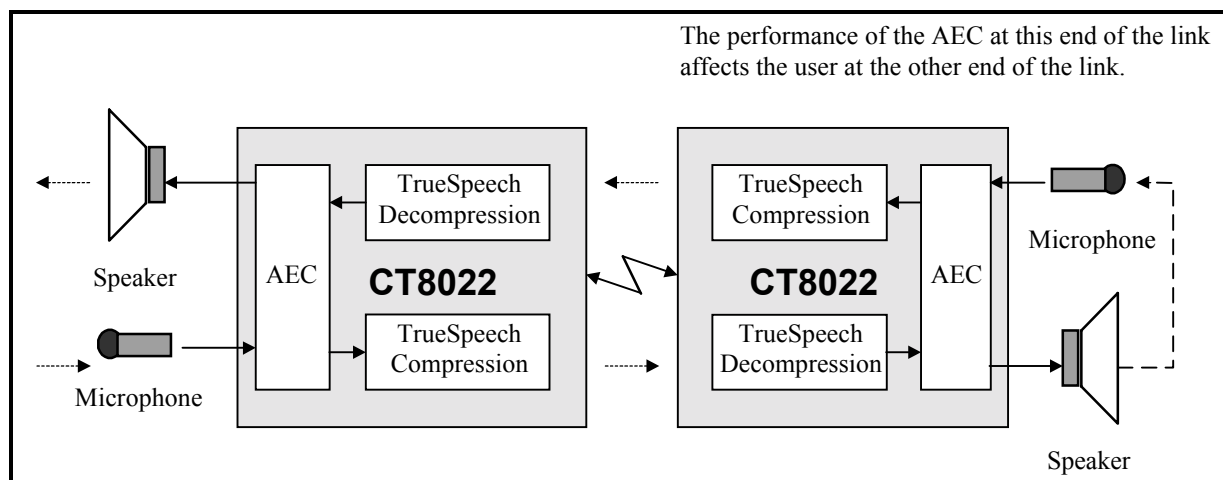 The performance of the AEC at this end of the link
affects the user at the other end of the link.
Speaker
Microphone
AEC
TrueSpeech
Decompression
CT8022
TrueSpeech
Compression
TrueSpeech
Compression
CT8022
TrueSpeech
Decompression
AEC
Microphone
Speaker